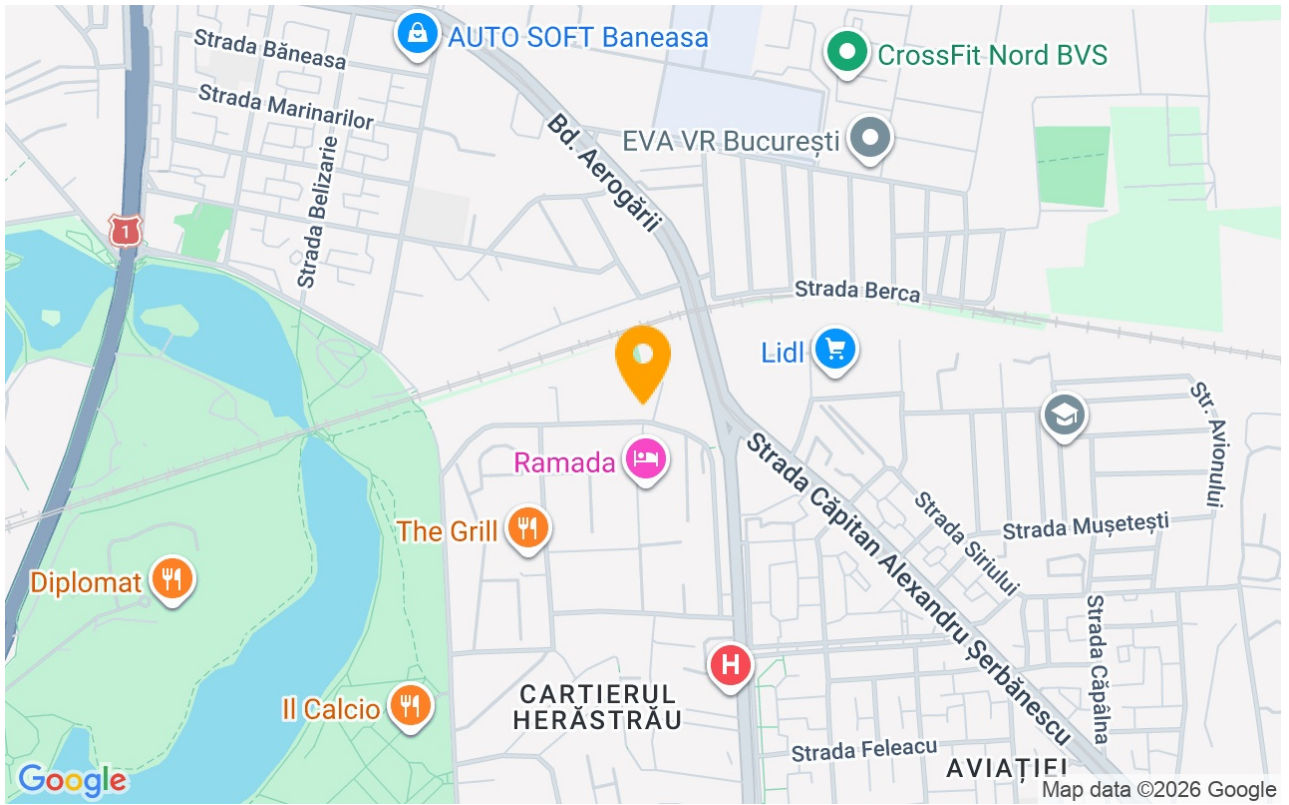 Strada Băneasa
AUTO SOFT Baneasa
CrossFit Nord BVS
Strada Marinarilor
Bd. Aerogării
EVA VR București
Strada Belizarie
1
Strada Berca
Lidl
Str. Avionului
Ramada
Strada Căpitan Alexandru Șerbănescu
The Grill
Strada Siriului
Strada Mușetești
Diplomat
Strada Căpâlna
H
Il Calcio
CARTIERUL
HERĂSTRĂU
Strada Feleacu
AVIAȚIEI
Google
Map data ©2026 Google